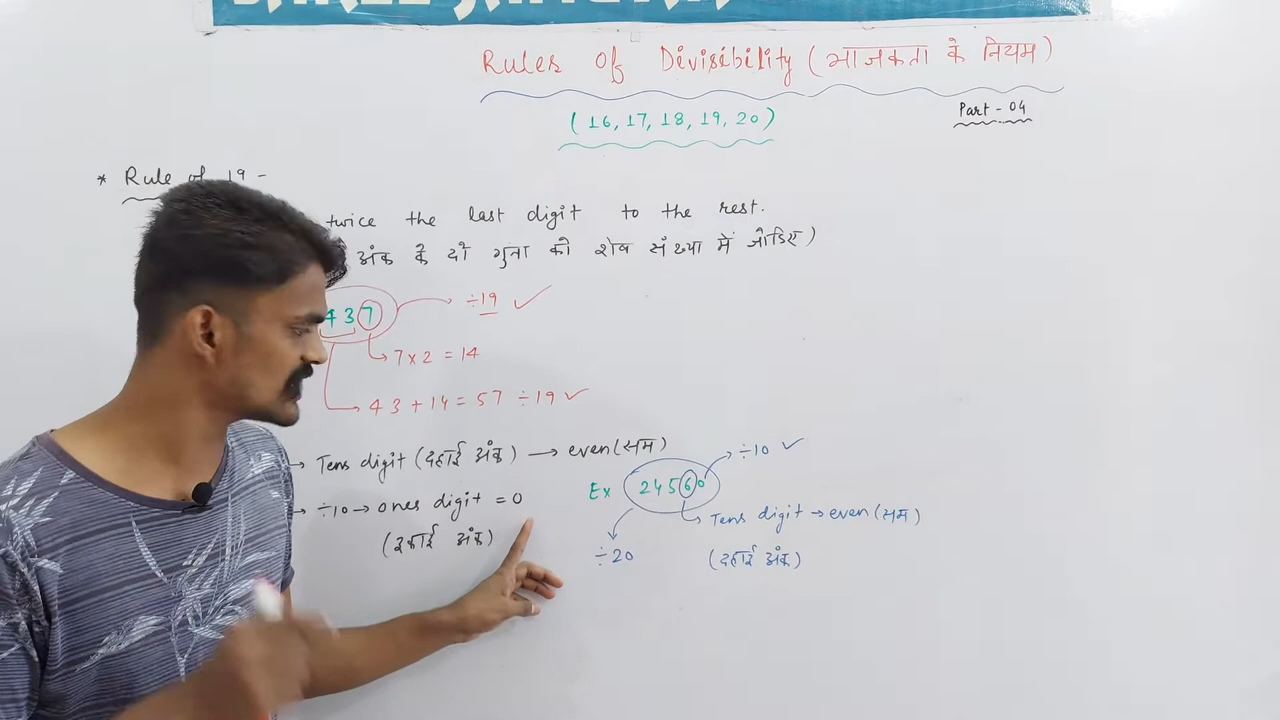 Rules Of Divisibility (भाजकता के नियम)
Part - 04
(16, 17, 18, 19, 20)
* Rule of 19 -
twice the last digit to the rest.
अंक के दो गुना को शेष संख्या में जोडिए)
437 ÷19 ✓
7×2 = 14
43 + 14 = 57 ÷19 ✓
→ Tens digit (दहाई अंक) → even (सम)
÷10 ✓
Ex 24560
→ ÷10 → ones digit = 0
Tens digit → even (सम)
(इकाई अंक)
÷20
(दहाई अंक)